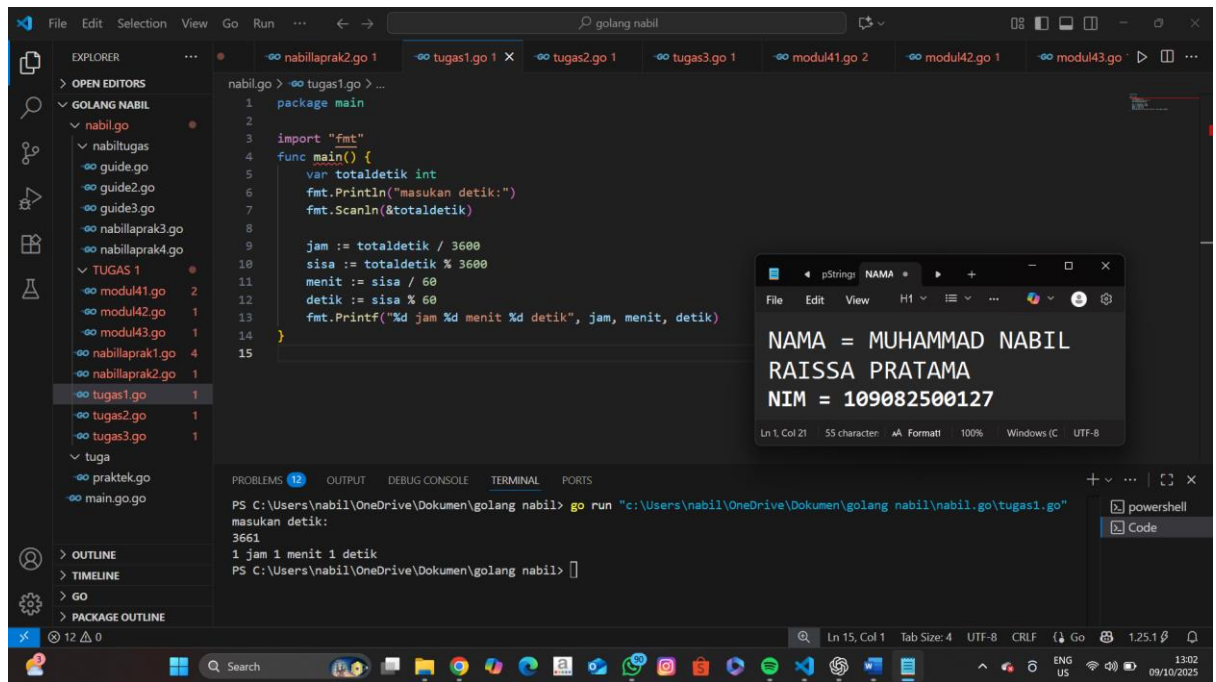 File Edit Selection View Go Run ... golang nabil
EXPLORER ...
nabillaprak2.go 1 tugas1.go 1 tugas2.go 1 tugas3.go 1 modul41.go 2 modul42.go 1 modul43.go
> OPEN EDITORS
GOLANG NABIL
nabil.go
nabiltugas
guide.go
guide2.go
guide3.go
nabillaprak3.go
nabillaprak4.go
TUGAS 1
modul41.go 2
modul42.go 1
modul43.go 1
nabillaprak1.go 4
nabillaprak2.go 1
tugas1.go 1
tugas2.go 1
tugas3.go 1
tuga
praktek.go
main.go.go
> OUTLINE
> TIMELINE
> GO
> PACKAGE OUTLINE
nabil.go > tugas1.go > ...
1 package main
2
3 import "fmt"
4 func main() {
5 var totaldetik int
6 fmt.Println("masukan detik:")
7 fmt.Scanln(&totaldetik)
8
9 jam := totaldetik / 3600
10 sisa := totaldetik % 3600
11 menit := sisa / 60
12 detik := sisa % 60
13 fmt.Printf("%d jam %d menit %d detik", jam, menit, detik)
14 }
15
pStrings NAMA +
File Edit View H1 ...
NAMA = MUHAMMAD NABIL
RAISSA PRATAMA
NIM = 109082500127
Ln 1, Col 21 55 character Formatt 100% Windows (C UTF-8
PROBLEMS 12 OUTPUT DEBUG CONSOLE TERMINAL PORTS
PS C:\Users\nabil\OneDrive\Dokumen\golang nabil> go run "c:\Users\nabil\OneDrive\Dokumen\golang nabil\nabil.go\tugas1.go"
masukan detik:
3661
1 jam 1 menit 1 detik
PS C:\Users\nabil\OneDrive\Dokumen\golang nabil>
powershell
Code
12 0 Ln 15, Col 1 Tab Size: 4 UTF-8 CRLF Go 1.25.1
Search 90 ENG US 13:02
09/10/2025